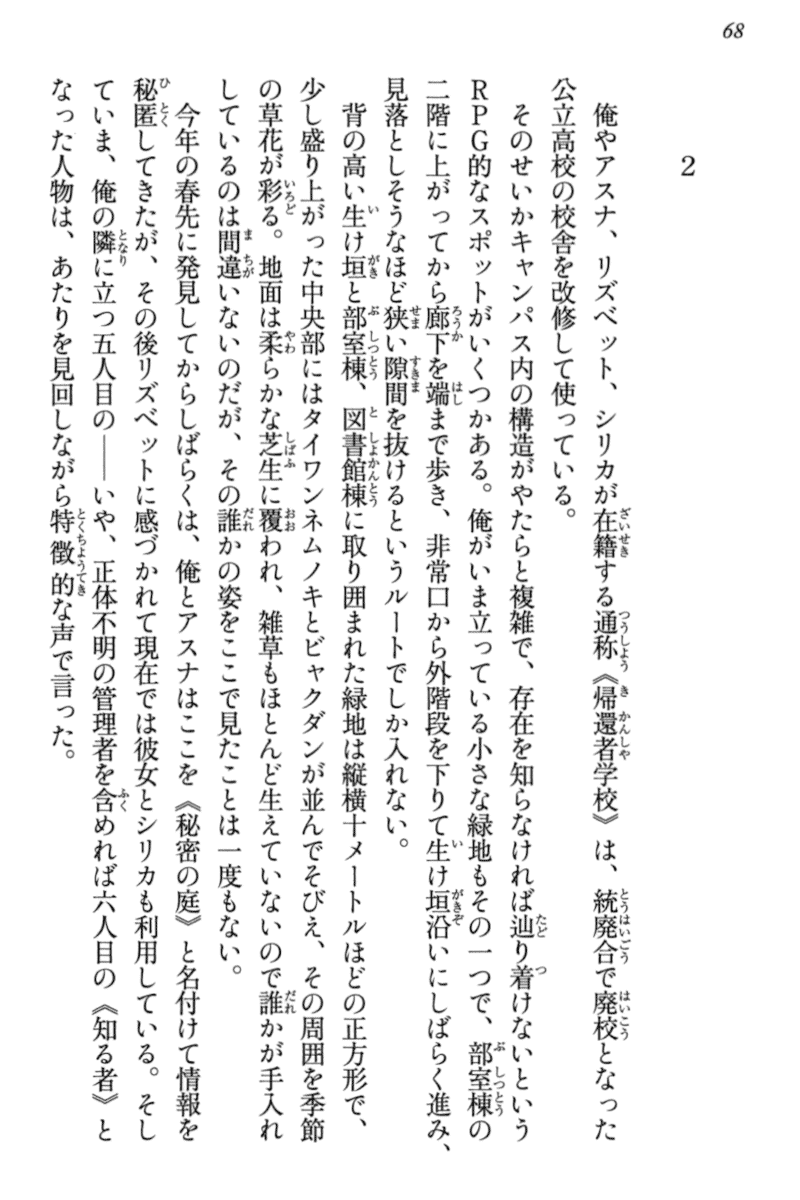 68
2
俺やアスナ、リズベット、シリカが在籍する通称《帰還者学校》は、統廃合で廃校となった
公立高校の校舎を改修して使っている。
そのせいかキャンパス内の構造がやたらと複雑で、存在を知らなければ辿り着けないという
RPG的なスポットがいくつかある。俺がいま立っている小さな緑地もその一つで、部室棟の
二階に上がってから廊下を端まで歩き、非常口から外階段を下りて生け垣沿いにしばらく進み、
見落としそうなほど狭い隙間を抜けるというルートでしか入れない。
背の高い生け垣と部室棟、図書館棟に取り囲まれた緑地は縦横十メートルほどの正方形で、
少し盛り上がった中央部にはタイワンネムノキとビャクダンが並んでそびえ、その周囲を季節
の草花が彩る。地面は柔らかな芝生に覆われ、雑草もほとんど生えていないので誰かが手入れ
しているのは間違いないのだが、その誰かの姿をここで見たことは一度もない。
今年の春先に発見してからしばらくは、俺とアスナはここを《秘密の庭》と名付けて情報を
秘匿してきたが、その後リズベットに感づかれて現在では彼女とシリカも利用している。そし
ていま、俺の隣に立つ五人目の――いや、正体不明の管理者を含めれば六人目の《知る者》と
なった人物は、あたりを見回しながら特徴的な声で言った。